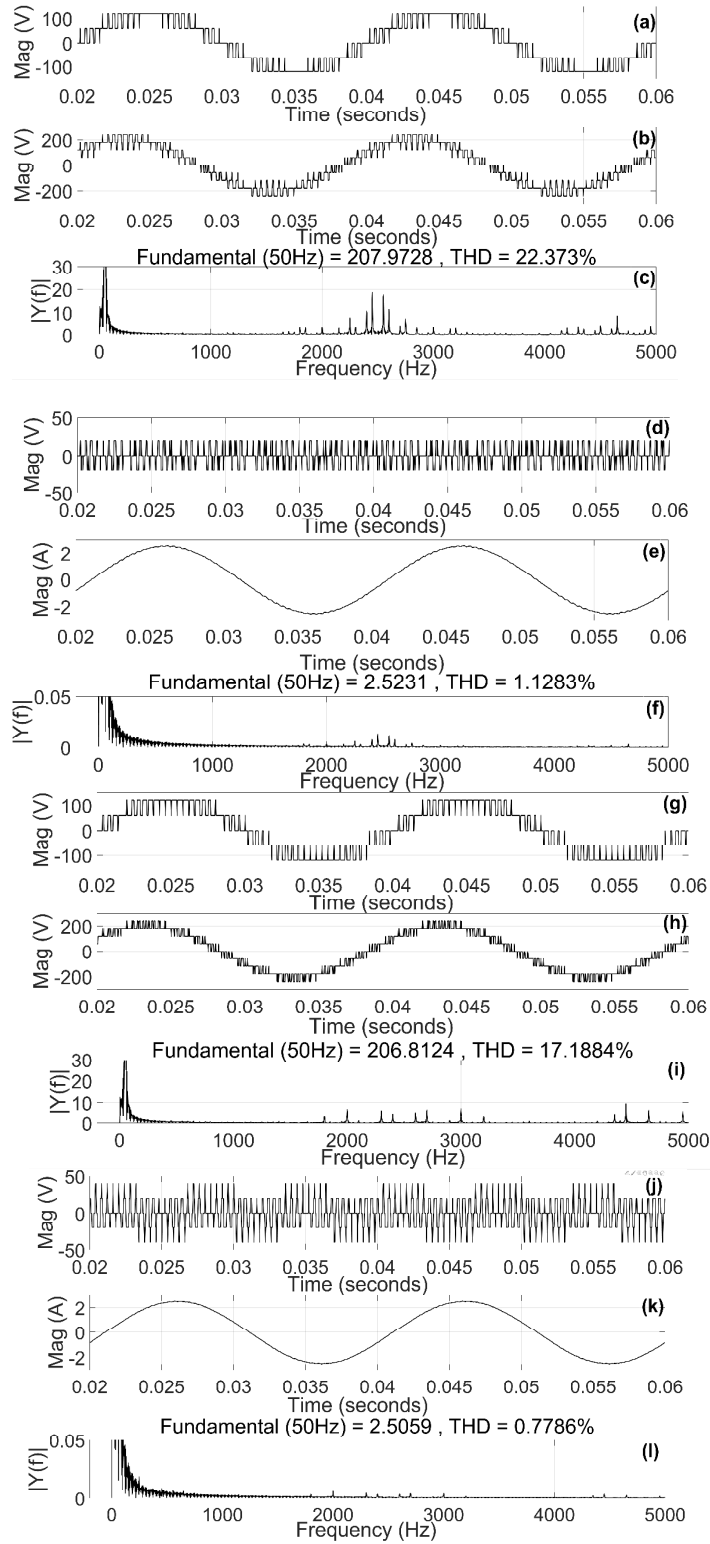 (a)
Mag (V)
100
0
-100
0.02 0.025 0.03 0.035 0.04 0.045 0.05 0.055 0.06
Time (seconds)
(b)
Mag (V)
200
0
-200
0.02 0.025 0.03 0.035 0.04 0.045 0.05 0.055 0.06
Time (seconds)
Fundamental (50Hz) = 207.9728 , THD = 22.373%
(c)
|Y(f)|
30
20
10
0
0 1000 2000 3000 4000 5000
Frequency (Hz)
(d)
Mag (V)
50
0
-50
0.02 0.025 0.03 0.035 0.04 0.045 0.05 0.055 0.06
Time (seconds)
(e)
Mag (A)
2
0
-2
0.02 0.025 0.03 0.035 0.04 0.045 0.05 0.055 0.06
Time (seconds)
Fundamental (50Hz) = 2.5231 , THD = 1.1283%
(f)
|Y(f)|
0.05
0
0 1000 2000 3000 4000 5000
Frequency (Hz)
(g)
Mag (V)
100
0
-100
0.02 0.025 0.03 0.035 0.04 0.045 0.05 0.055 0.06
Time (seconds)
(h)
Mag (V)
200
0
-200
0.02 0.025 0.03 0.035 0.04 0.045 0.05 0.055 0.06
Time (seconds)
Fundamental (50Hz) = 206.8124 , THD = 17.1884%
(i)
|Y(f)|
30
20
10
0
0 1000 2000 3000 4000 5000
Frequency (Hz)
(j)
Mag (V)
50
0
-50
0.02 0.025 0.03 0.035 0.04 0.045 0.05 0.055 0.06
Time (seconds)
(k)
Mag (A)
2
0
-2
0.02 0.025 0.03 0.035 0.04 0.045 0.05 0.055 0.06
Time (seconds)
Fundamental (50Hz) = 2.5059 , THD = 0.7786%
(l)
|Y(f)|
0.05
0
0 1000 2000 3000 4000 5000
Frequency (Hz)